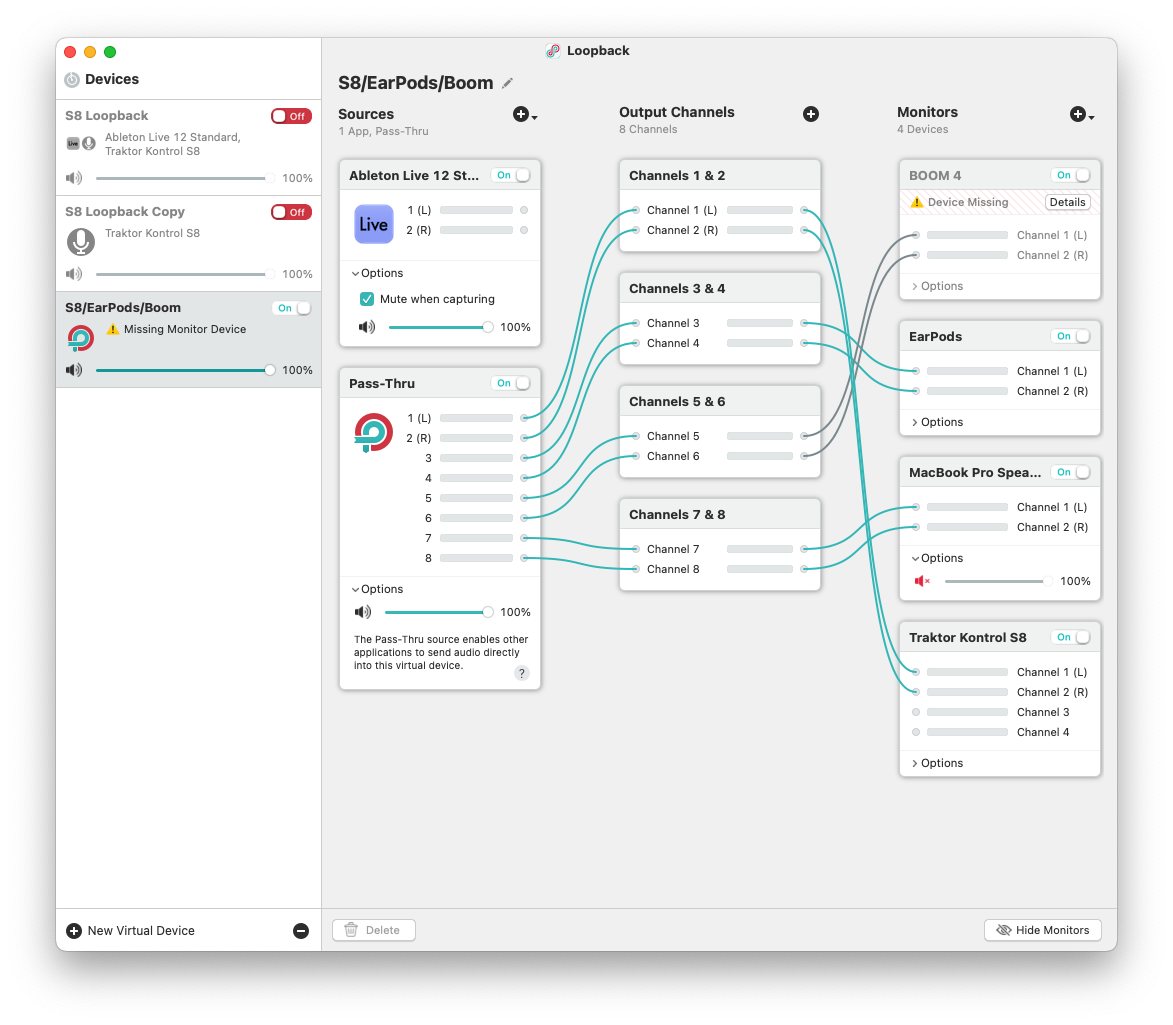 Loopback
Devices
S8 Loopback
Off
Live
Ableton Live 12 Standard,
Traktor Kontrol S8
100%
S8 Loopback Copy
Off
Traktor Kontrol S8
100%
S8/EarPods/Boom
On
Missing Monitor Device
100%
New Virtual Device
S8/EarPods/Boom
Sources
1 App, Pass-Thru
Ableton Live 12 St...
On
Live
1 (L)
2 (R)
Options
Mute when capturing
100%
Pass-Thru
On
1 (L)
2 (R)
3
4
5
6
7
8
Options
100%
The Pass-Thru source enables other
applications to send audio directly
into this virtual device.
?
Output Channels
8 Channels
Channels 1 & 2
Channel 1 (L)
Channel 2 (R)
Channels 3 & 4
Channel 3
Channel 4
Channels 5 & 6
Channel 5
Channel 6
Channels 7 & 8
Channel 7
Channel 8
Monitors
4 Devices
BOOM 4
On
Device Missing
Details
Channel 1 (L)
Channel 2 (R)
Options
EarPods
On
Channel 1 (L)
Channel 2 (R)
Options
MacBook Pro Spea...
On
Channel 1 (L)
Channel 2 (R)
Options
100%
Traktor Kontrol S8
On
Channel 1 (L)
Channel 2 (R)
Channel 3
Channel 4
Options
Delete
Hide Monitors